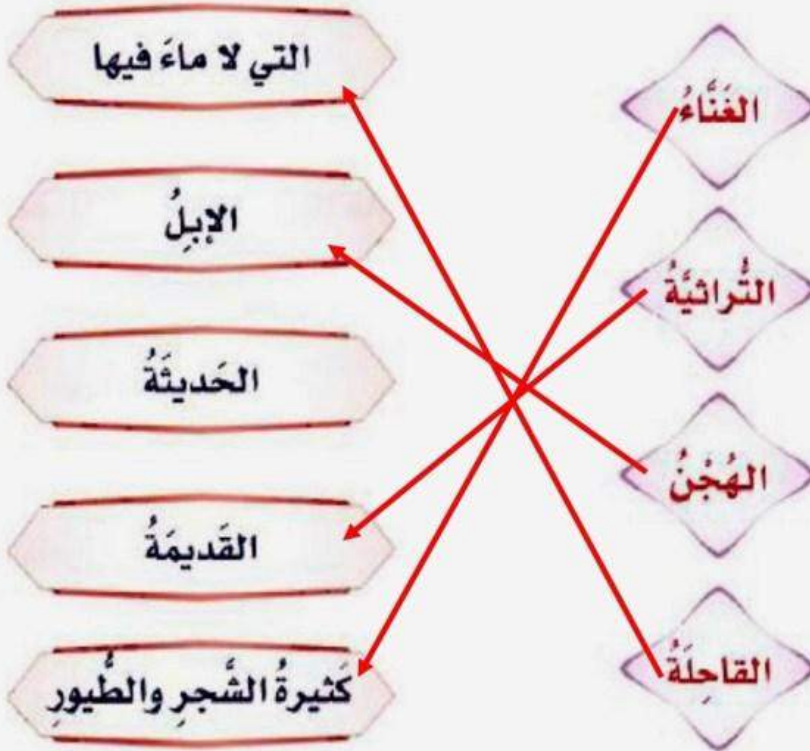 الغَنَّاءُ
التُّراثيَّةُ
الهُجْنُ
القاحِلَةُ
التي لا ماءَ فيها
الإبِلُ
الحَديثَةُ
القَديمَةُ
كَثيرةُ الشَّجرِ والطُّيورِ